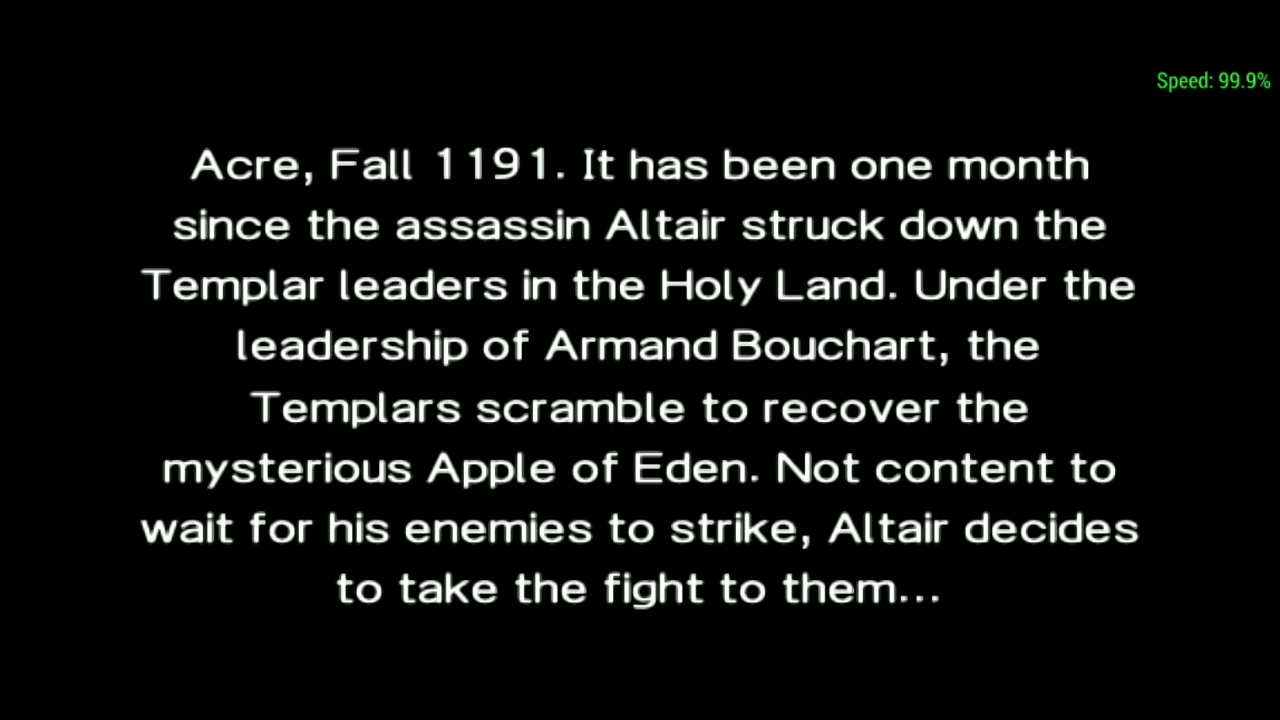 Speed: 99.9%
Acre, Fall 1191. It has been one month
since the assassin Altair struck down the
Templar leaders in the Holy Land. Under the
leadership of Armand Bouchart, the
Templars scramble to recover the
mysterious Apple of Eden. Not content to
wait for his enemies to strike, Altair decides
to take the fight to them...